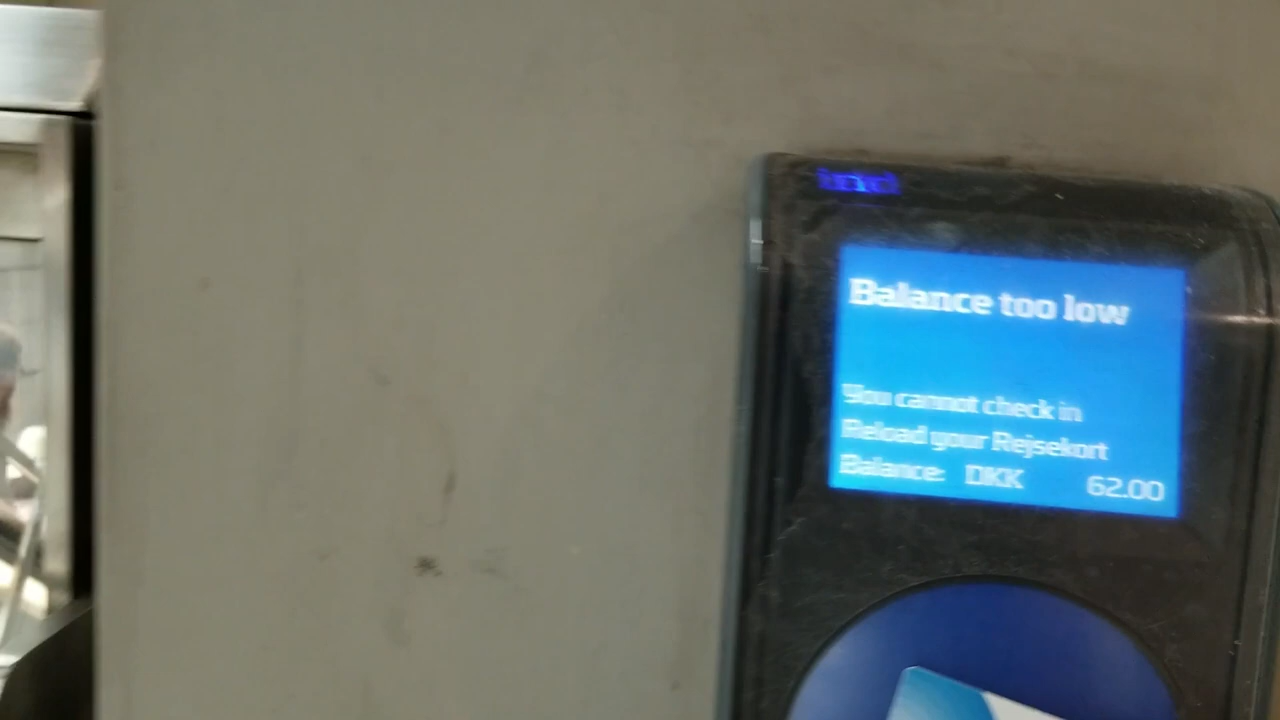 Balance too low
You cannot check in
Reload your Rejsekort
Balance: DKK 62.00